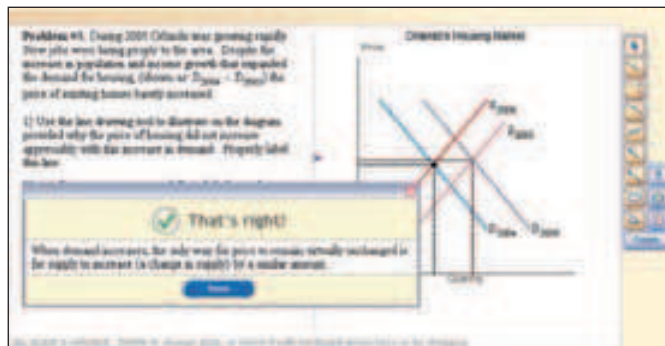 Problem #3. During 2005 Orlando was growing rapidly.
New jobs were bring people to the area. Despite the
increase in population and income growth that expanded
the demand for housing, (shown as D2004 – D2005) the
price of existing homes barely increased.
1) Use the line drawing tool to illustrate on the diagram
provided why the price of housing did not increase
appreciably with this increase in demand. Properly label
this line.
Orlando's Housing Market
Price
S2004
S2005
D2004
D2005
Quantity
That's right!
When demand increases, the only way for price to remain virtually unchanged is
for supply to increase (a change in supply) by a similar amount.